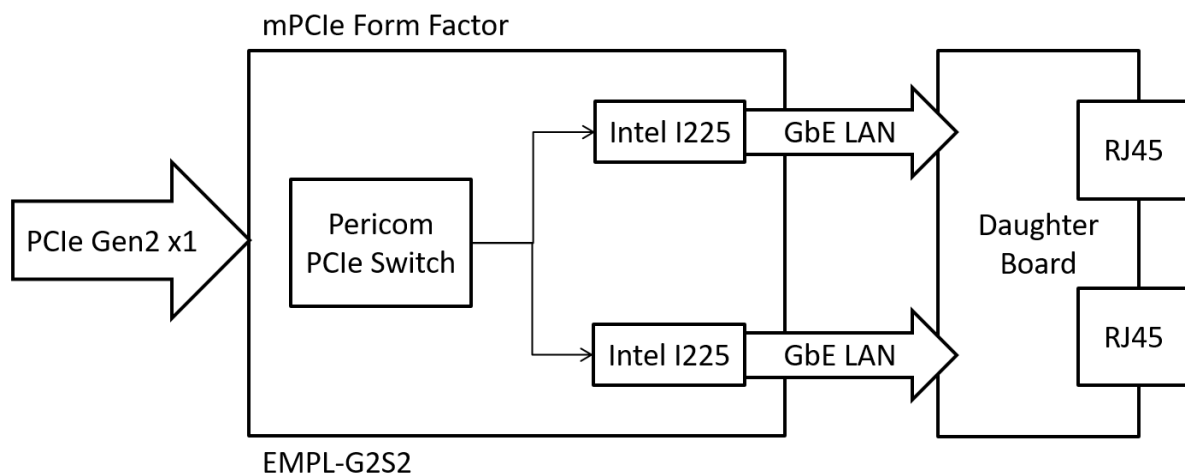 mPCIe Form Factor
Intel I225
GbE LAN
RJ45
PCIe Gen2 x1
Pericom
PCIe Switch
Daughter
Board
Intel I225
GbE LAN
RJ45
EMPL-G2S2